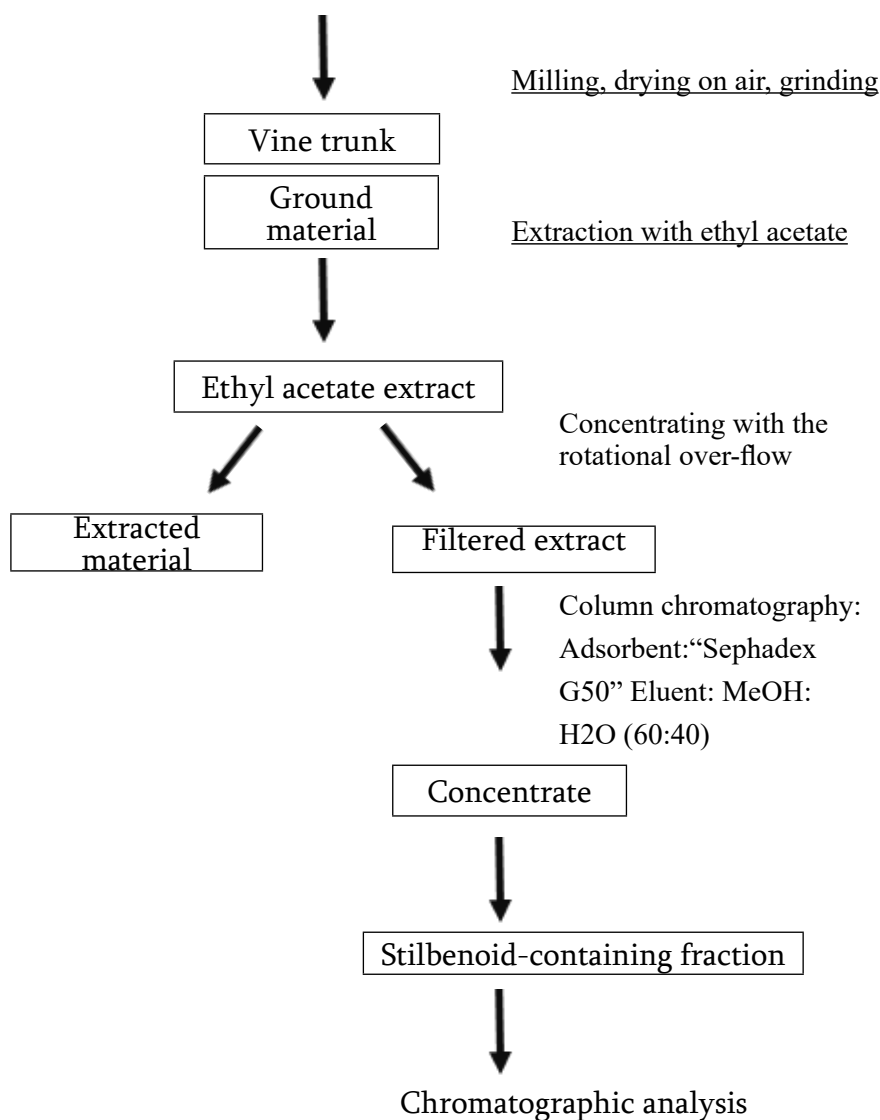 Milling, drying on air, grinding
Vine trunk
Ground
material
Extraction with ethyl acetate
Ethyl acetate extract
Concentrating with the
rotational over-flow
Extracted
material
Filtered extract
Column chromatography:
Adsorbent:“Sephadex
G50” Eluent: MeOH:
H2O (60:40)
Concentrate
Stilbenoid-containing fraction
Chromatographic analysis